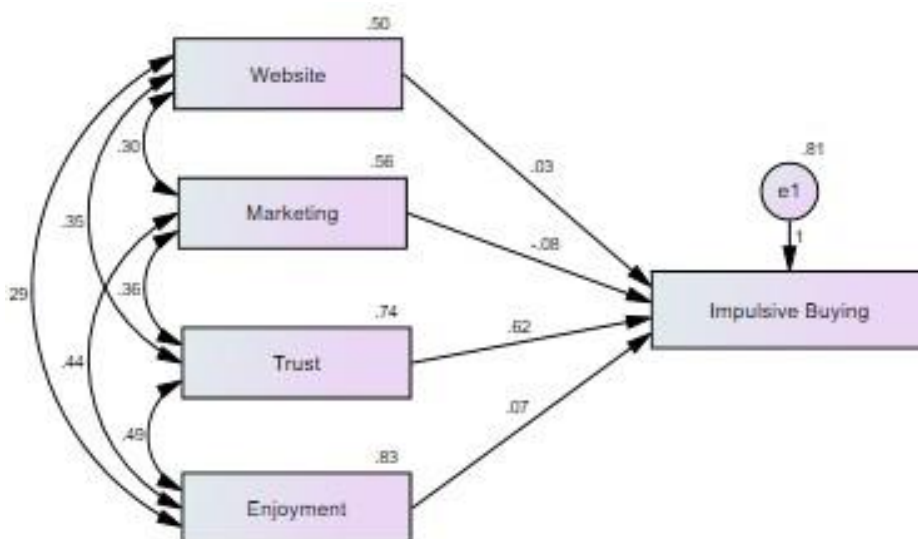 .50
Website
.30
.03
.81
e1
.56
Marketing
.35
-.08
1
29
.36
.74
.62
Impulsive Buying
Trust
.44
.07
.49
.83
Enjoyment